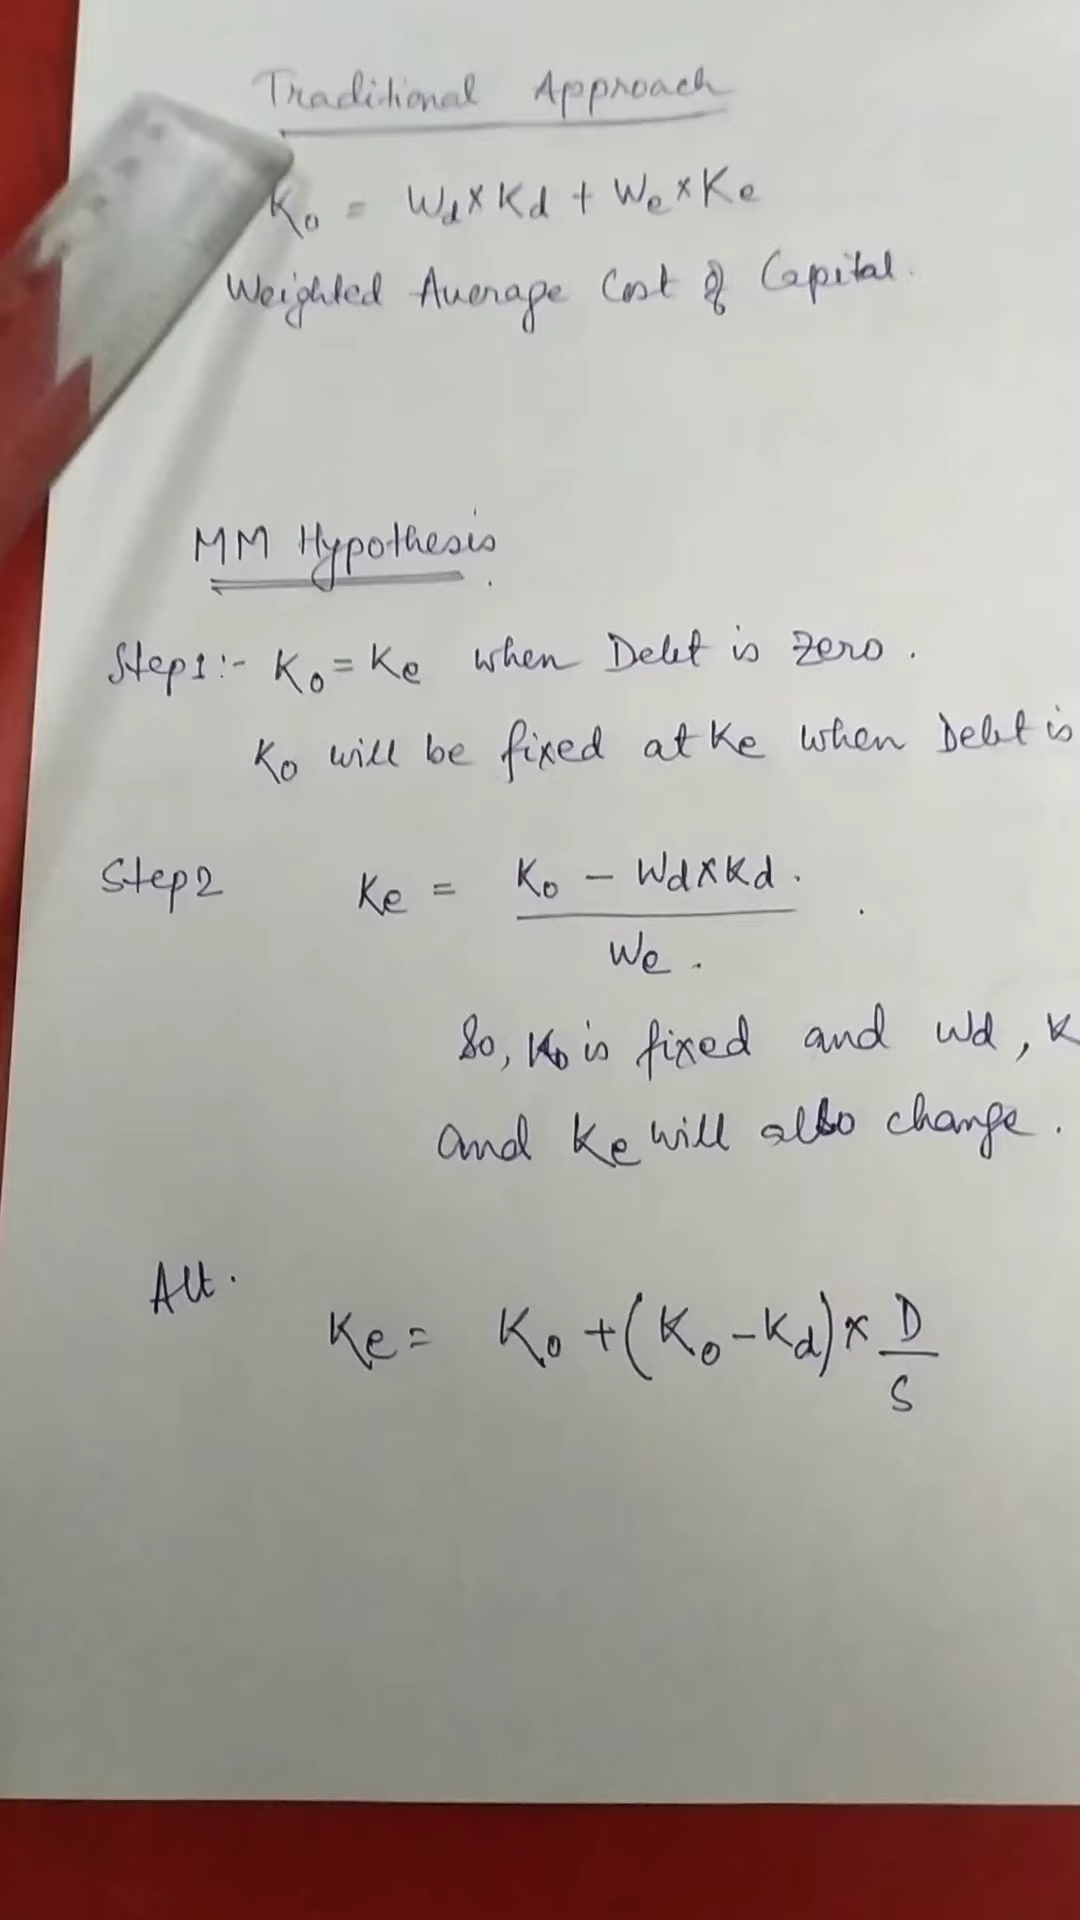 Traditional Approach
Ko = Wd x Kd + We x Ke
Weighted Average Cost of Capital.
MM Hypothesis
Step1:- Ko = Ke when Debt is zero.
Ko will be fixed at Ke when Debt is
Step2 Ke = Ko - Wd x Kd.
We.
So, Ko is fixed and Wd, K
and Ke will also change.
Alt.
Ke = Ko + (Ko - Kd) x D
S